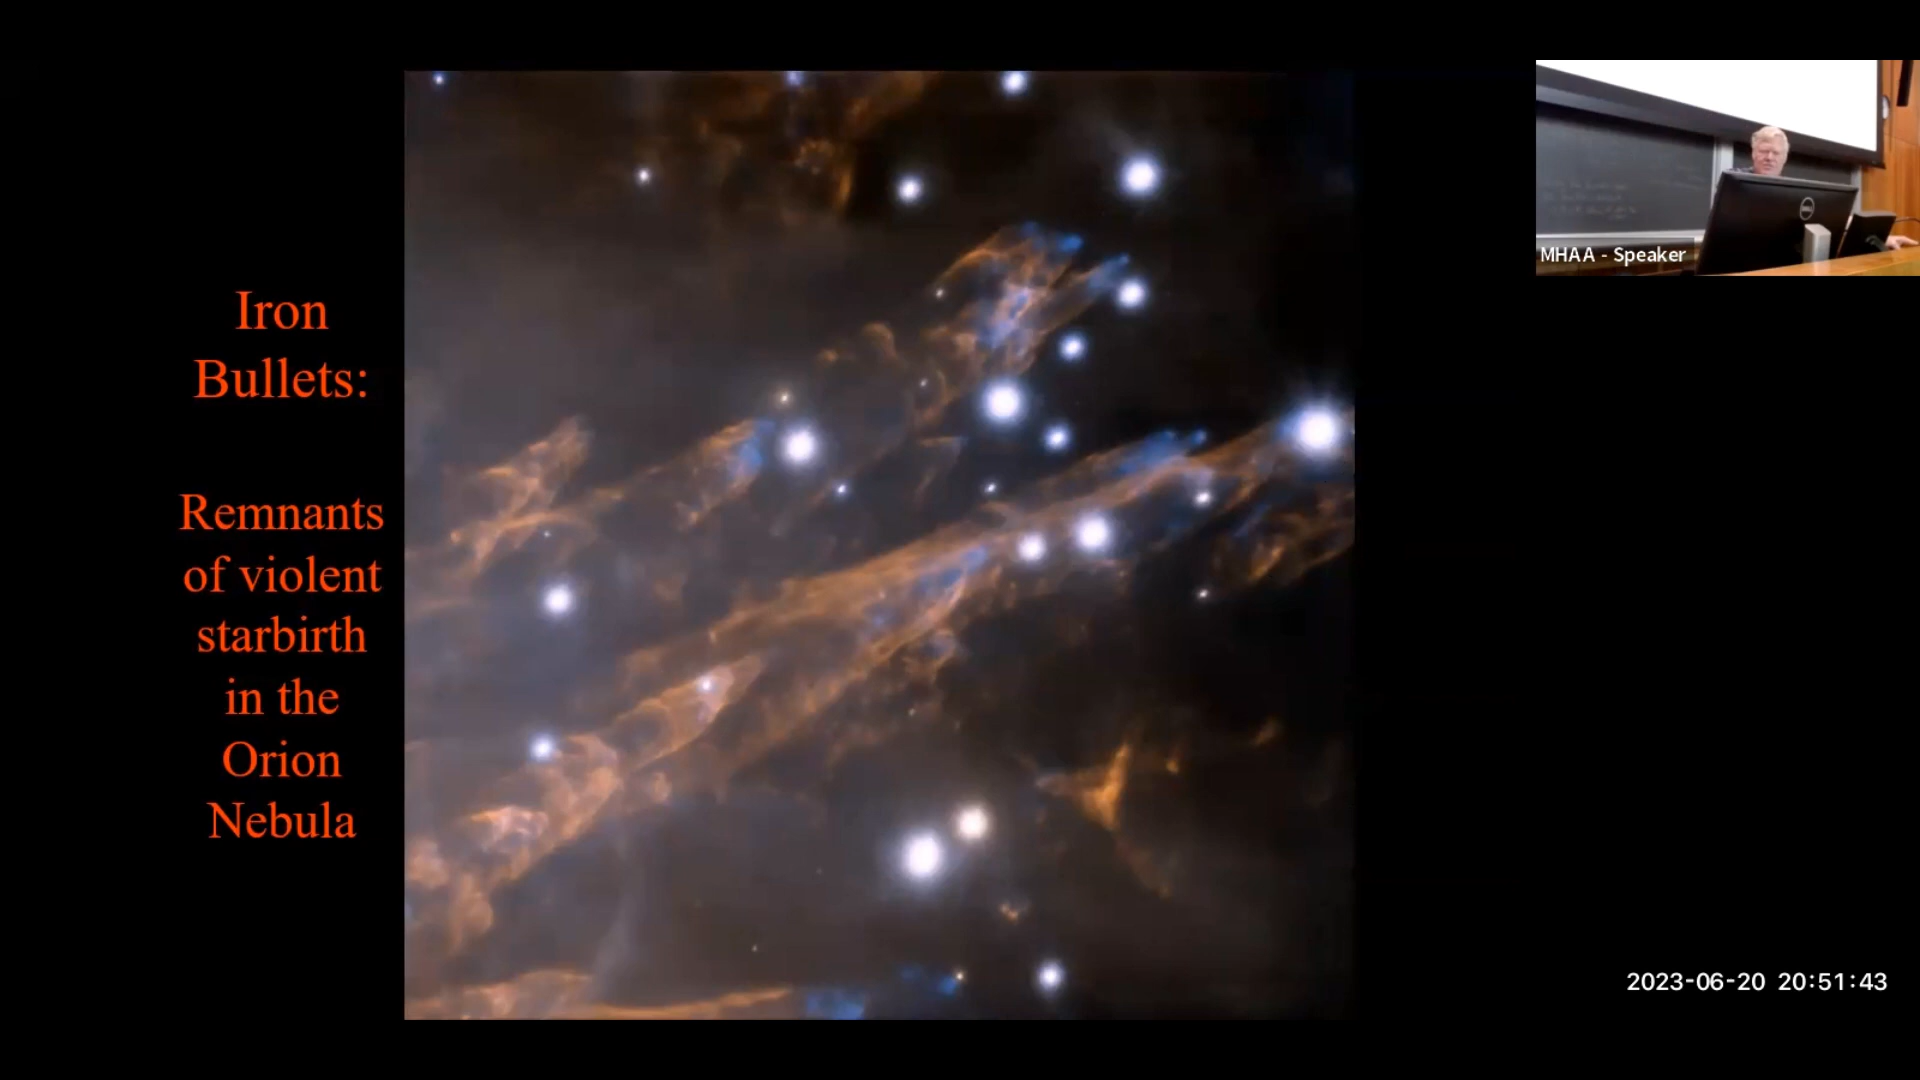 Iron
Bullets:
Remnants
of violent
starbirth
in the
Orion
Nebula
MHAA - Speaker
2023-06-20 20:51:43